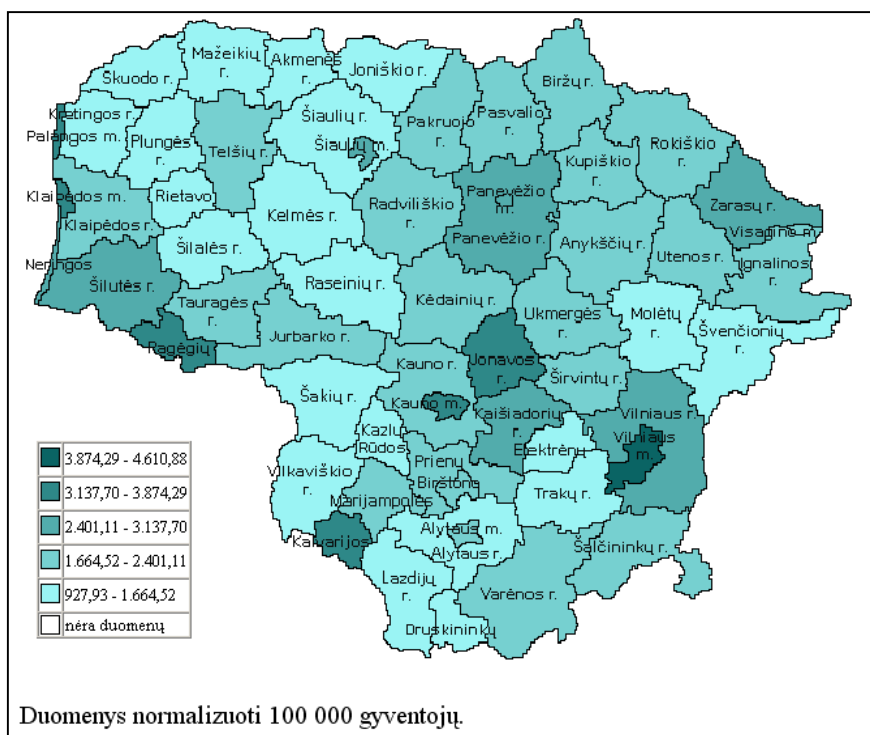 Skuodo r.
Mažeikių
r.
Akmenės
r.
Joniškio r.
Kretingos r.
Palangos m.
Plungės
r.
Telšių r.
Šiaulių r.
Šiaulių m.
Pakruojo
r.
Pasvalio
r.
Biržų r.
Rokiškio
r.
Kupiškio
r.
Klaipėdos m.
Klaipėdos r.
Rietavo
Kelmės r.
Radviliškio
r.
Panevėžio
m.
Panevėžio r.
Anykščių r.
Utenos r.
Zarasų r.
Visagino m.
Ignalinos
r.
Neringos
Šilutės r.
Šilalės r.
Tauragės
r.
Raseinių r.
Kėdainių r.
Ukmergės
r.
Molėtų
r.
Švenčionių
r.
Pagėgių
Jurbarko r.
Kauno r.
Jonavos
r.
Širvintų r.
Šakių r.
Kauno m.
Kaišiadorių
r.
Vilniaus r.
Vilniaus
m.
Kazlų
Rūdos
Prienų
r.
Birštono
Elektrėnų
Trakų r.
Vilkaviškio
r.
Marijampolės
Kalvarijos
Alytaus m.
Alytaus r.
Lazdijų
r.
Varėnos r.
Šalčininkų r.
Druskininkų
3.874,29 - 4.610,88
3.137,70 - 3.874,29
2.401,11 - 3.137,70
1.664,52 - 2.401,11
927,93 - 1.664,52
nėra duomenų
Duomenys normalizuoti 100 000 gyventojų.